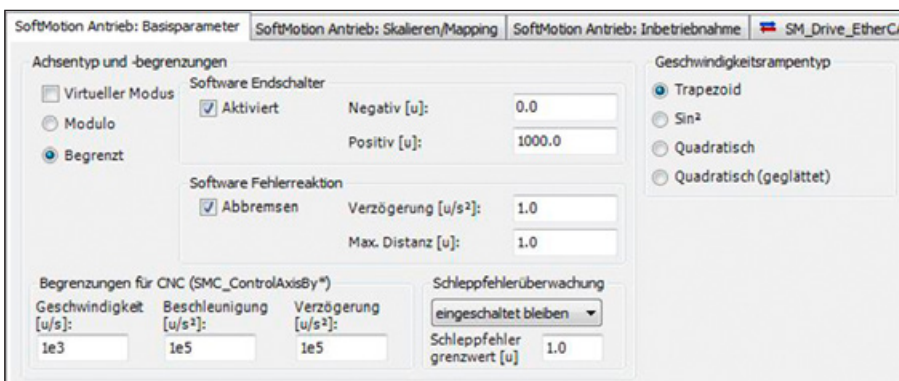 SoftMotion Antrieb: Basisparameter
SoftMotion Antrieb: Skalieren/Mapping
SoftMotion Antrieb: Inbetriebnahme
SM_Drive_EtherCA
Achsentyp und -begrenzungen
Virtueller Modus
Modulo
Begrenzt
Software Endschalter
Aktiviert
Negativ [u]:
0.0
Positiv [u]:
1000.0
Software Fehlerreaktion
Abbremsen
Verzögerung [u/s²]:
1.0
Max. Distanz [u]:
1.0
Begrenzungen für CNC (SMC_ControlAxisBy*)
Geschwindigkeit
[u/s]:
1e3
Beschleunigung
[u/s²]:
1e5
Verzögerung
[u/s²]:
1e5
Schleppfehlerüberwachung
eingeschaltet bleiben
Schleppfehler
grenzwert [u]
1.0
Geschwindigkeitsrampentyp
Trapezoid
Sin²
Quadratisch
Quadratisch (geglättet)